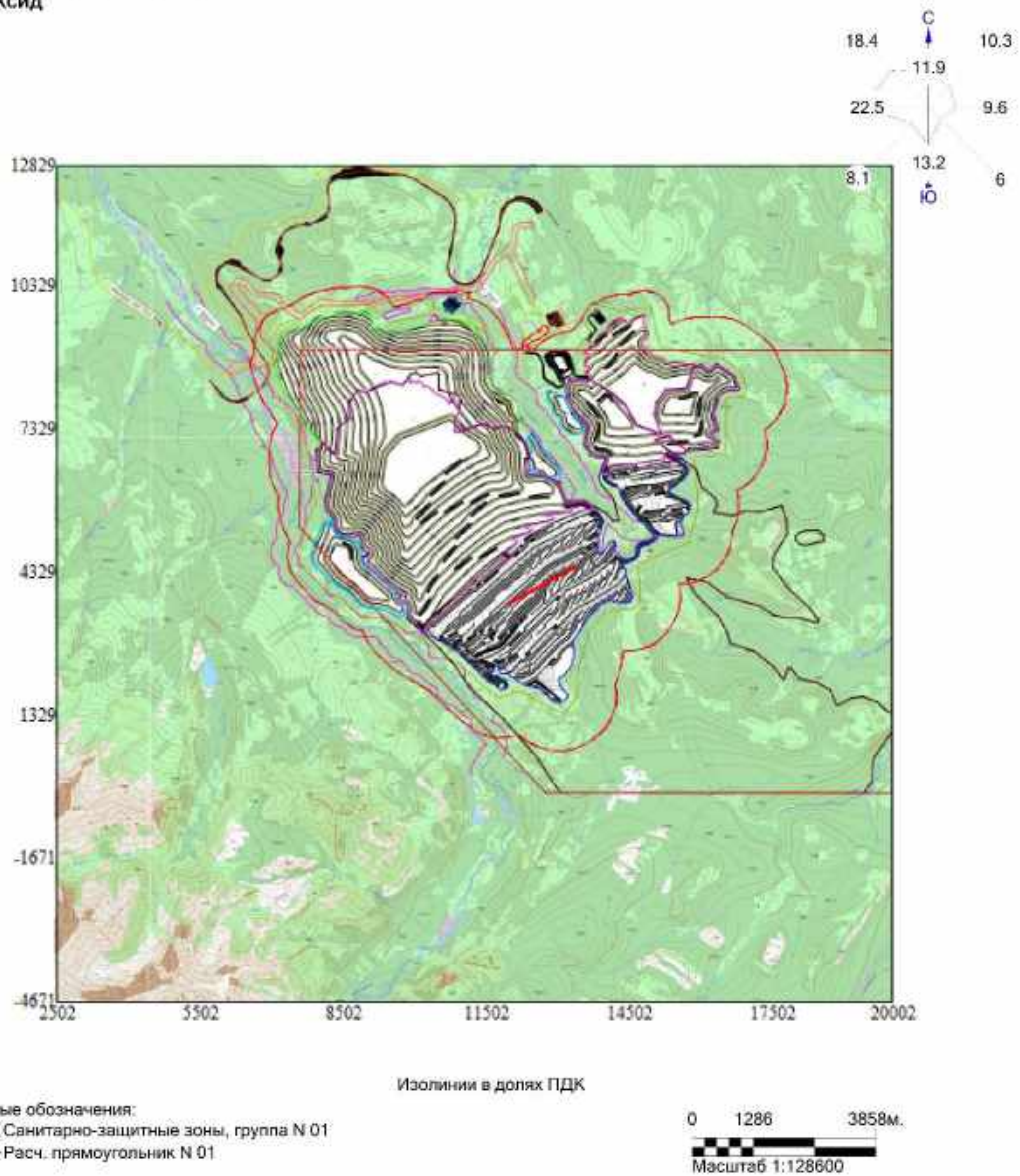 ксид
С
18.4 10.3
11.9
22.5 9.6
13.2
8.1 6
Ю
12829
10329
7329
4329
1329
-1671
-4671
2502 5502 8502 11502 14502 17502 20002
Изолинии в долях ПДК
ые обозначения:
Санитарно-защитные зоны, группа N 01
Расч. прямоугольник N 01
0 1286 3858м.
Масштаб 1:128600